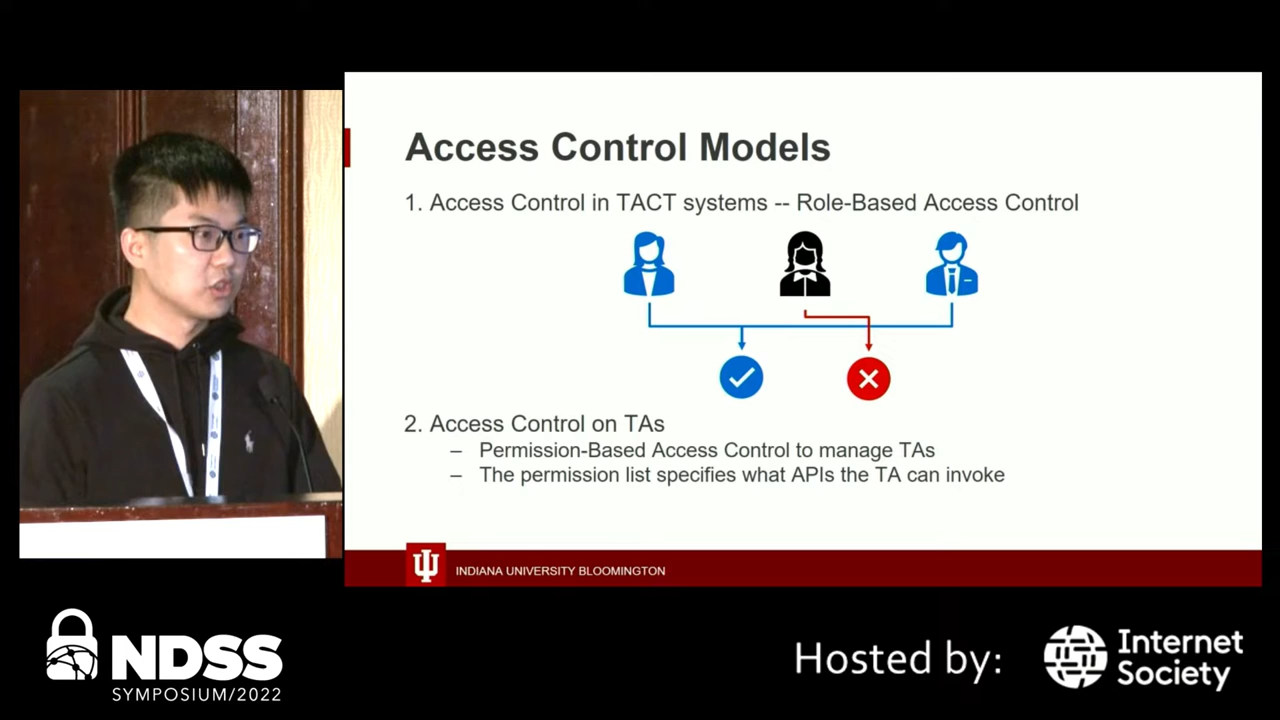 Access Control Models
1. Access Control in TACT systems -- Role-Based Access Control
2. Access Control on TAs
– Permission-Based Access Control to manage TAs
– The permission list specifies what APIs the TA can invoke
INDIANA UNIVERSITY BLOOMINGTON
NDSS
SYMPOSIUM/2022
Hosted by:
Internet
Society